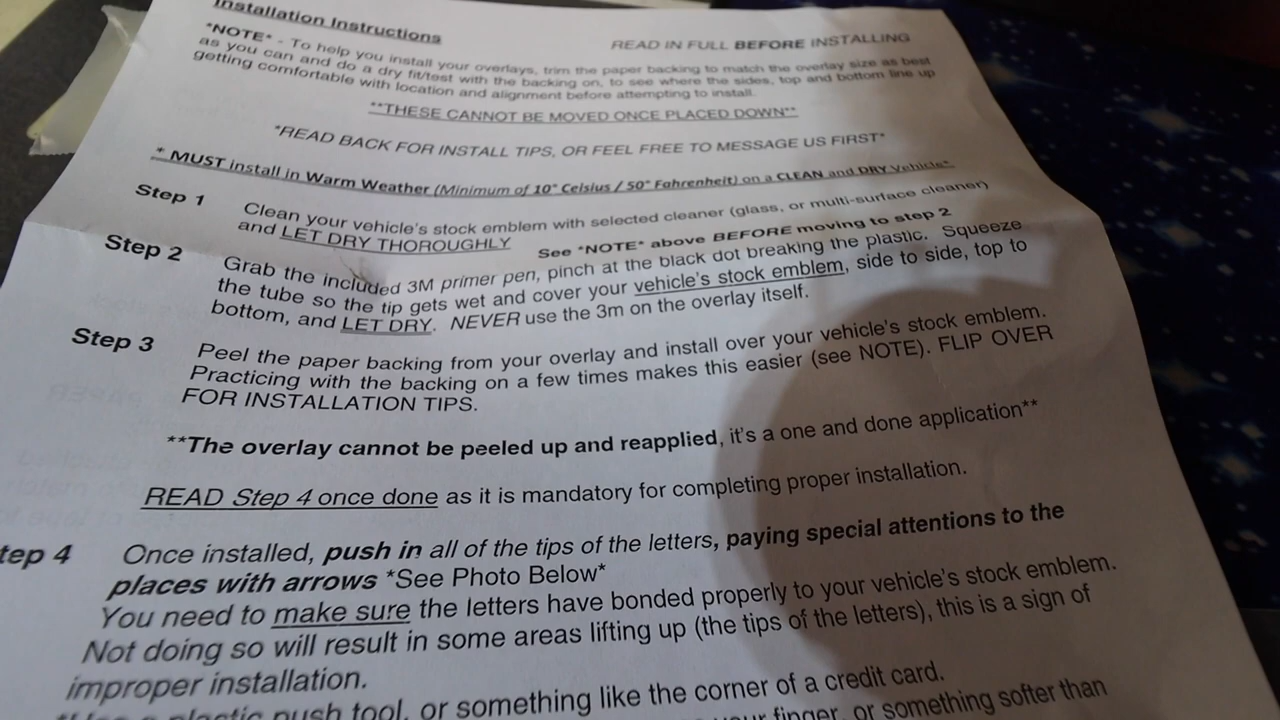 Installation Instructions
READ IN FULL BEFORE INSTALLING
*NOTE* - To help you install your overlays, trim the paper backing to match the overlay size as best
as you can and do a dry fit/test with the backing on, to see where the sides, top and bottom line up
getting comfortable with location and alignment before attempting to install.
**THESE CANNOT BE MOVED ONCE PLACED DOWN**
*READ BACK FOR INSTALL TIPS, OR FEEL FREE TO MESSAGE US FIRST*
* MUST install in Warm Weather (Minimum of 10° Celsius / 50° Fahrenheit) on a CLEAN and DRY Vehicle*
Step 1 Clean your vehicle's stock emblem with selected cleaner (glass, or multi-surface cleaner)
and LET DRY THOROUGHLY See *NOTE* above BEFORE moving to step 2
Step 2 Grab the included 3M primer pen, pinch at the black dot breaking the plastic. Squeeze
the tube so the tip gets wet and cover your vehicle's stock emblem, side to side, top to
bottom, and LET DRY. NEVER use the 3m on the overlay itself.
Step 3 Peel the paper backing from your overlay and install over your vehicle's stock emblem.
Practicing with the backing on a few times makes this easier (see NOTE). FLIP OVER
FOR INSTALLATION TIPS.
**The overlay cannot be peeled up and reapplied, it's a one and done application**
READ Step 4 once done as it is mandatory for completing proper installation.
tep 4 Once installed, push in all of the tips of the letters, paying special attentions to the
places with arrows *See Photo Below*
You need to make sure the letters have bonded properly to your vehicle's stock emblem.
Not doing so will result in some areas lifting up (the tips of the letters), this is a sign of
improper installation.
*Use a plastic push tool, or something like the corner of a credit card.
your finger, or something softer than